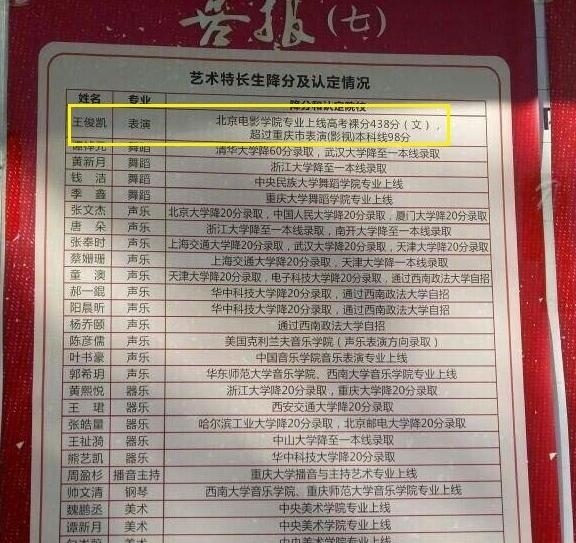 喜报(七)
艺术特长生降分及认定情况
姓名 专业 降分和认定院校
王俊凯 表演 北京电影学院专业上线高考裸分438分(文),
超过重庆市表演(影视)本科线98分
舞蹈 清华大学降60分录取,武汉大学降至一本线录取
黄新月 舞蹈 浙江大学降至一本线录取
钱 洁 舞蹈 中央民族大学舞蹈学院专业上线
季 鑫 舞蹈 重庆大学舞蹈学院专业上线
张文杰 声乐 北京大学降20分录取,中国人民大学降20分录取,厦门大学降20分录取
唐 朵 声乐 浙江大学降至一本线录取,南开大学降至一本线录取
张奉时 声乐 上海交通大学降20分录取,武汉大学降20分录取,天津大学降20分录取
蔡姗珊 声乐 上海交通大学降20分录取,天津大学降一本线录取
童 澳 声乐 天津大学降20分录取,电子科技大学降20分录取,通过西南政法大学自招
郝一錕 声乐 华中科技大学降20分录取,通过西南政法大学自招
阳晨昕 声乐 华中科技大学降20分录取,通过西南政法大学自招
杨乔颐 声乐 通过西南政法大学自招
陈彦儒 声乐 美国克利兰夫音乐学院(声乐表演方向录取)
叶书豪 声乐 中国音乐学院音乐表演专业上线
郭希玥 声乐 华东师范大学音乐学院、西南大学音乐学院专业上线
黄熙悦 器乐 浙江大学降20分录取,重庆大学降20分录取
王 珺 器乐 西安交通大学降20分录取
张皓量 器乐 哈尔滨工业大学降20分录取,北京邮电大学降20分录取
王祉漪 器乐 中山大学降至一本线录取
熊艺凯 器乐 华中科技大学降20分录取
周盈杉 播音主持 重庆大学播音与主持艺术专业上线
帅文清 钢琴 西南大学音乐学院、重庆师范大学音乐学院专业上线
魏鹏丞 美术 中央美术学院专业上线
谭新月 美术 中央美术学院专业上线
美术 中央美术学院专业上线